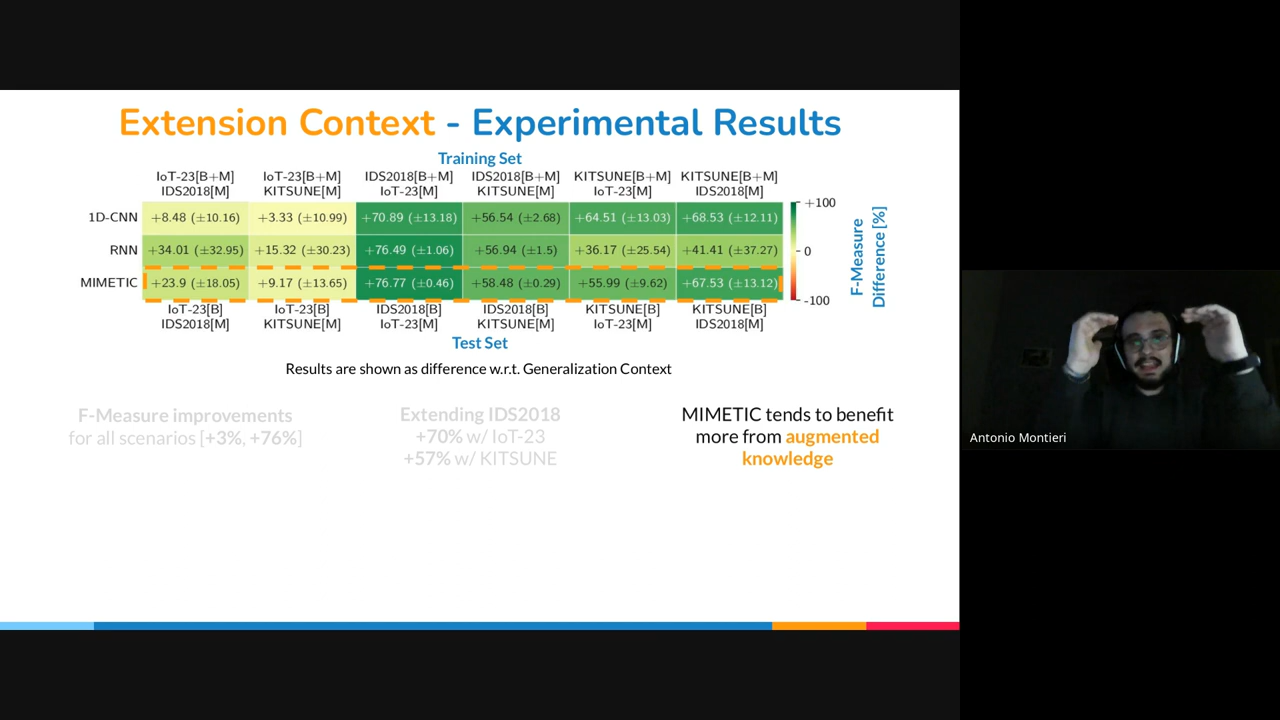 Extension Context - Experimental Results
Training Set
IoT-23[B+M] IoT-23[B+M] IDS2018[B+M] IDS2018[B+M] KITSUNE[B+M] KITSUNE[B+M]
IDS2018[M] KITSUNE[M] IoT-23[M] KITSUNE[M] IoT-23[M] IDS2018[M]
1D-CNN +8.48 (±10.16) +3.33 (±10.99) +70.89 (±13.18) +56.54 (±2.68) +64.51 (±13.03) +68.53 (±12.11)
RNN +34.01 (±32.95) +15.32 (±30.23) +76.49 (±1.06) +56.94 (±1.5) +36.17 (±25.54) +41.41 (±37.27)
MIMETIC +23.9 (±18.05) +9.17 (±13.65) +76.77 (±0.46) +58.48 (±0.29) +55.99 (±9.62) +67.53 (±13.12)
IoT-23[B] IoT-23[B] IDS2018[B] IDS2018[B] KITSUNE[B] KITSUNE[B]
IDS2018[M] KITSUNE[M] IoT-23[M] KITSUNE[M] IoT-23[M] IDS2018[M]
Test Set
+100
0
-100
F-Measure
Difference [%]
Results are shown as difference w.r.t. Generalization Context
F-Measure improvements
for all scenarios [+3%, +76%]
Extending IDS2018
+70% w/ IoT-23
+57% w/ KITSUNE
MIMETIC tends to benefit
more from augmented
knowledge
Antonio Montieri